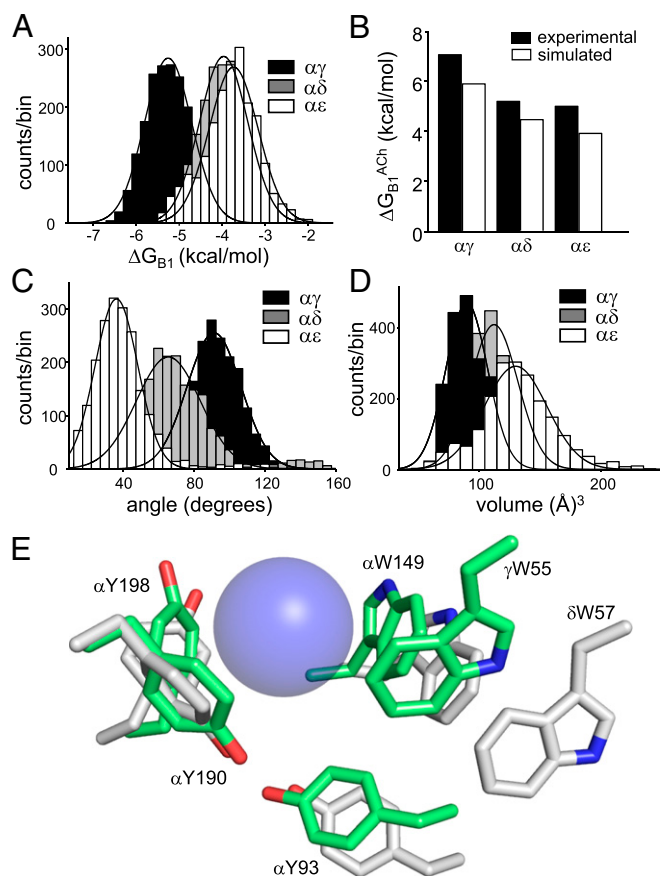 A
300
200
100
0
counts/bin
-7 -6 -5 -4 -3 -2
ΔG_B1 (kcal/mol)
αγ
αδ
αε
B
experimental
simulated
8
6
4
2
0
ΔG_B1^ACh (kcal/mol)
αγ αδ αε
C
300
200
100
0
counts/bin
40 80 120 160
angle (degrees)
αγ
αδ
αε
D
400
200
0
counts/bin
100 200
volume (Å)³
αγ
αδ
αε
E
αY198
αW149
γW55
δW57
αY190
αY93